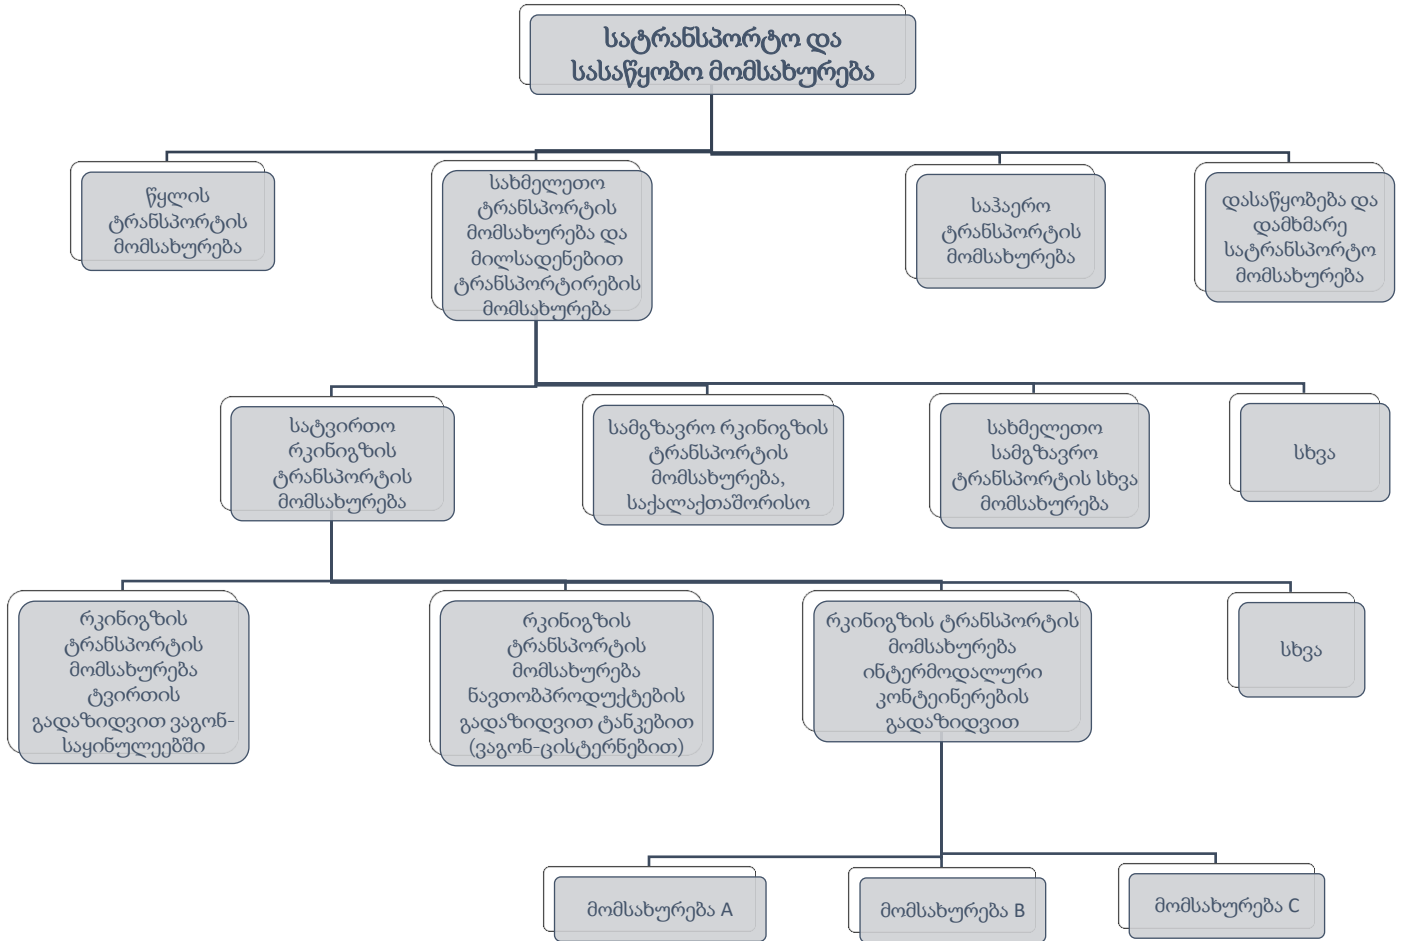 სატრანსპორტო და
სასაწყობო მომსახურება
წყლის
ტრანსპორტის
მომსახურება
სახმელეთო
ტრანსპორტის
მომსახურება და
მილსადენებით
ტრანსპორტირების
მომსახურება
საჰაერო
ტრანსპორტის
მომსახურება
დასაწყობება და
დამხმარე
სატრანსპორტო
მომსახურება
სატვირთო
რკინიგზის
ტრანსპორტის
მომსახურება
სამგზავრო რკინიგზის
ტრანსპორტის
მომსახურება,
საქალაქთაშორისო
სახმელეთო
სამგზავრო
ტრანსპორტის სხვა
მომსახურება
სხვა
რკინიგზის
ტრანსპორტის
მომსახურება
ტვირთის
გადაზიდვით ვაგონ-
საყინულეებში
რკინიგზის
ტრანსპორტის
მომსახურება
ნავთობპროდუქტების
გადაზიდვით ტანკებით
(ვაგონ-ცისტერნებით)
რკინიგზის ტრანსპორტის
მომსახურება
ინტერმოდალური
კონტეინერების
გადაზიდვით
სხვა
მომსახურება A
მომსახურება B
მომსახურება C